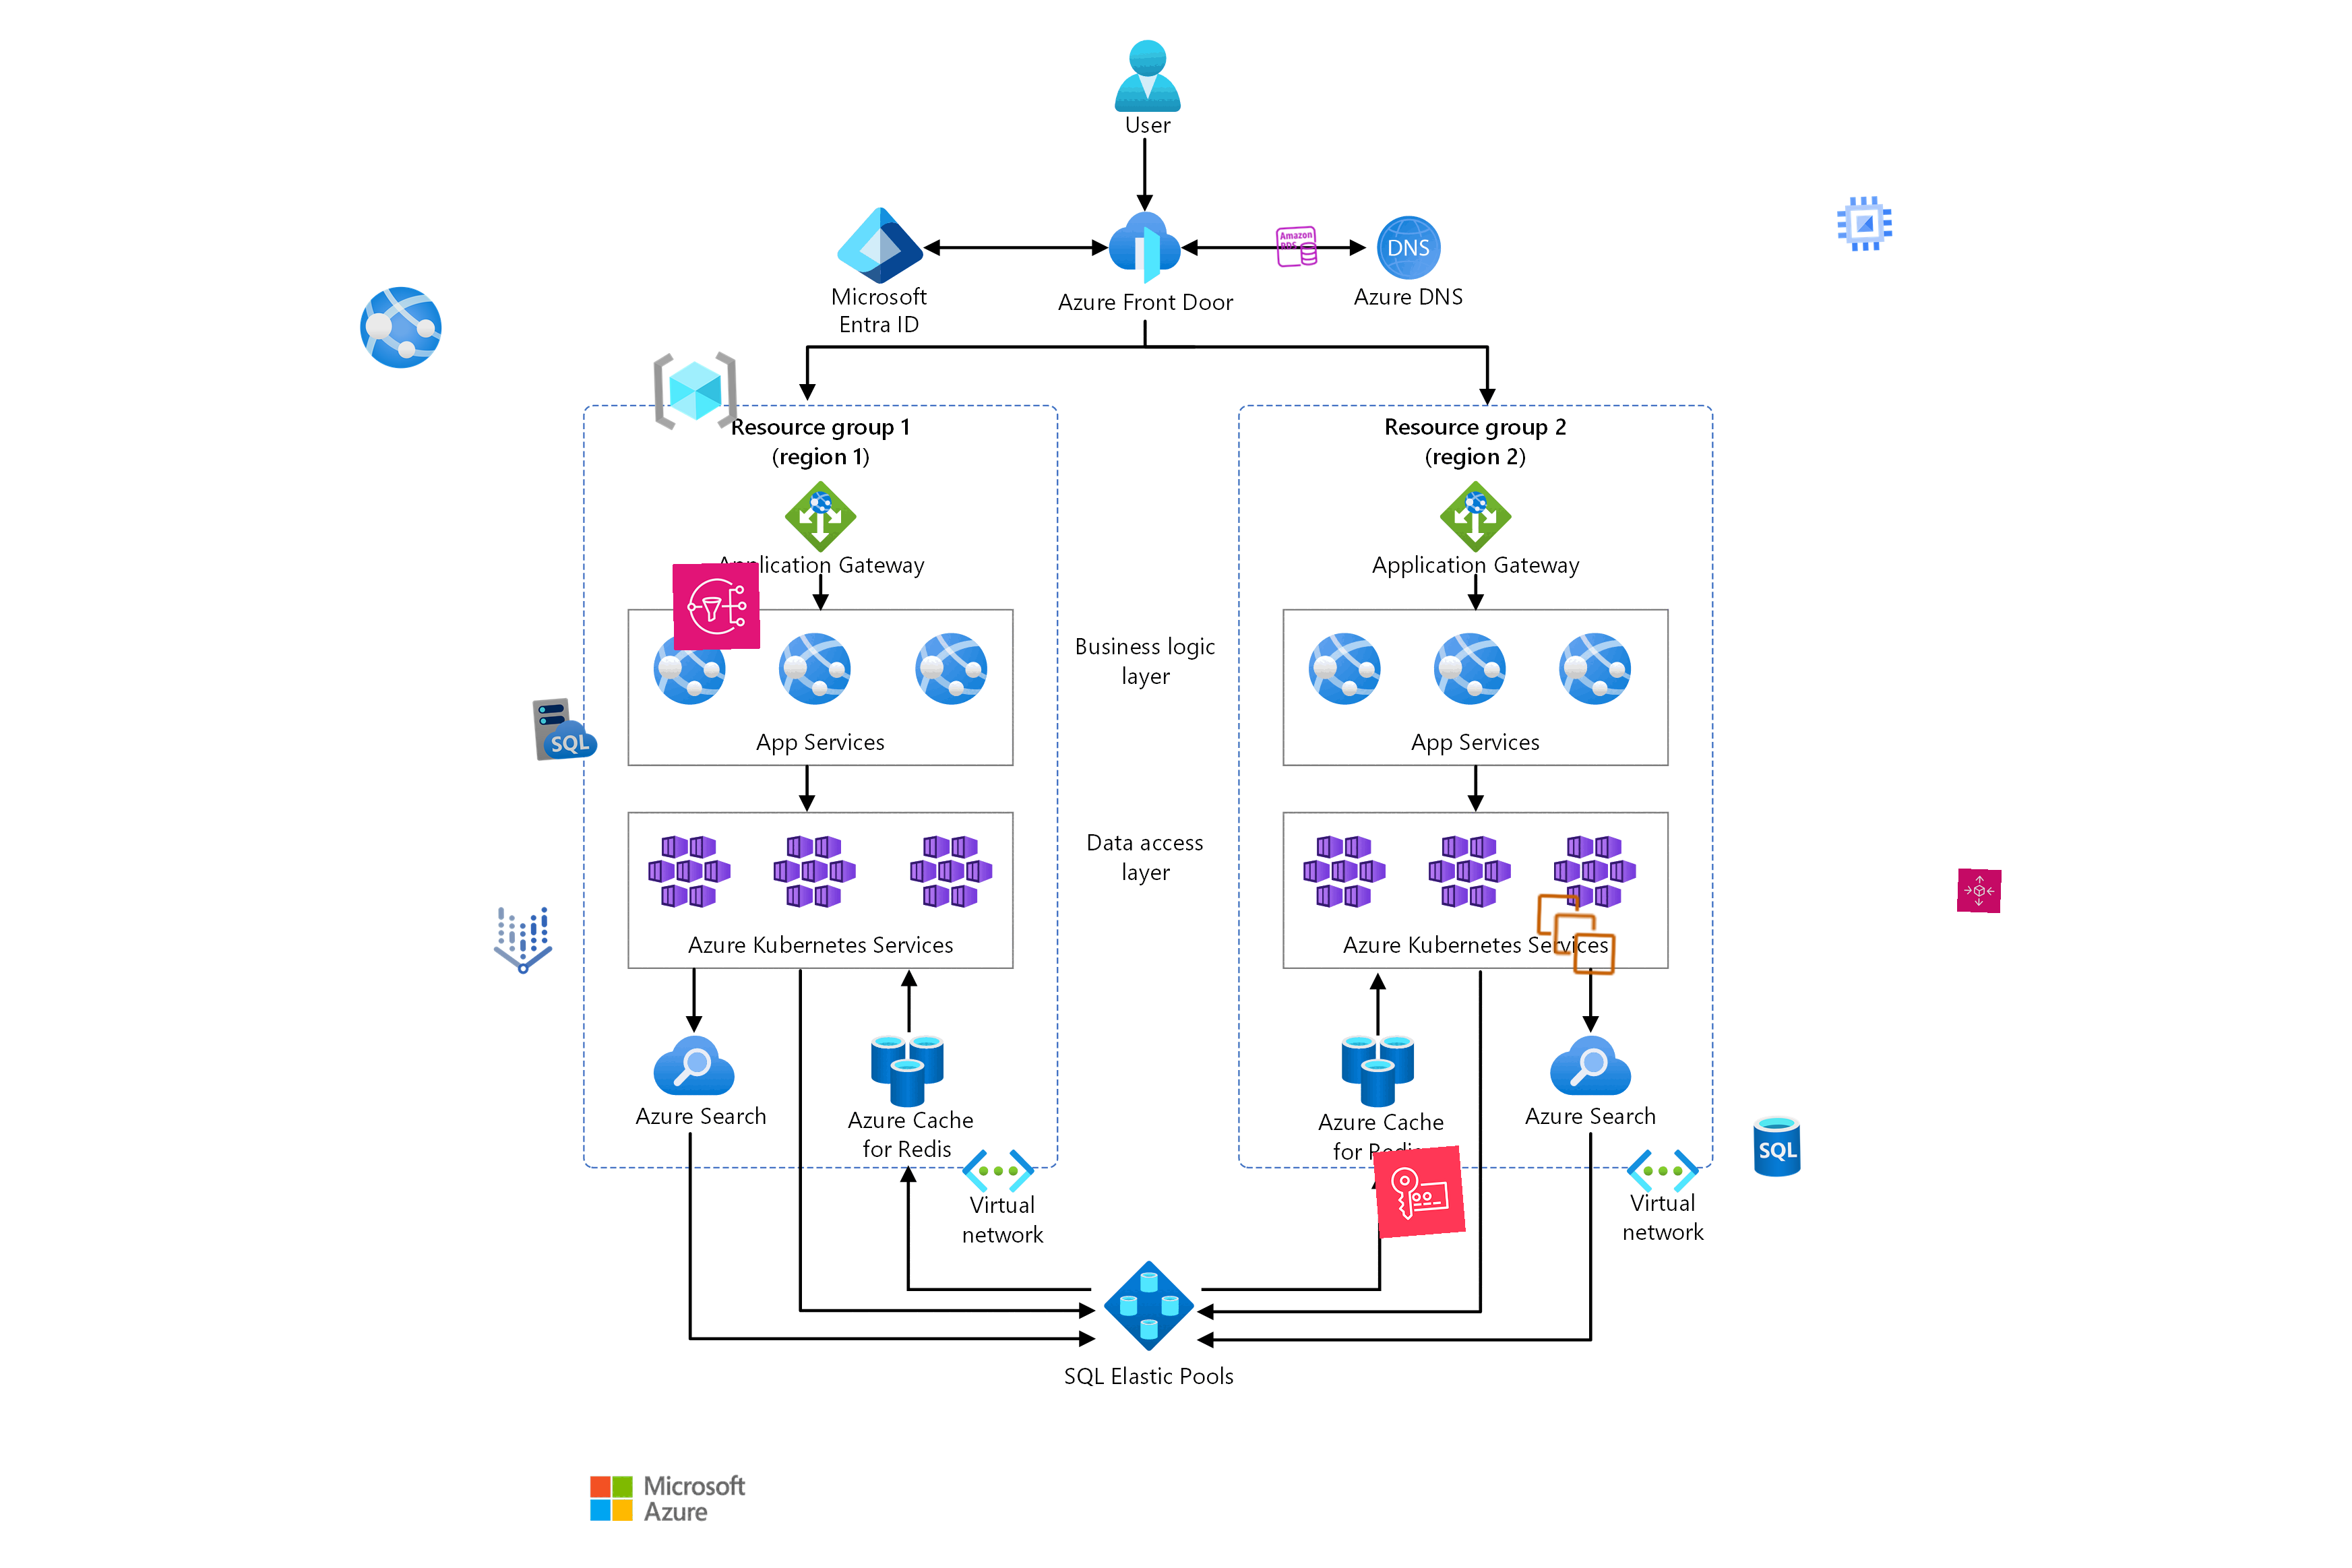 User
Amazon
DNS
Microsoft
Entra ID
Azure Front Door
Azure DNS
Resource group 1
(region 1)
Resource group 2
(region 2)
Application Gateway
Application Gateway
Business logic
layer
App Services
App Services
SQL
Data access
layer
Azure Kubernetes Services
Azure Kubernetes Services
Azure Search
Azure Cache
for Redis
Azure Cache
for
Azure Search
SQL
Virtual
network
Virtual
network
SQL Elastic Pools
Microsoft
Azure